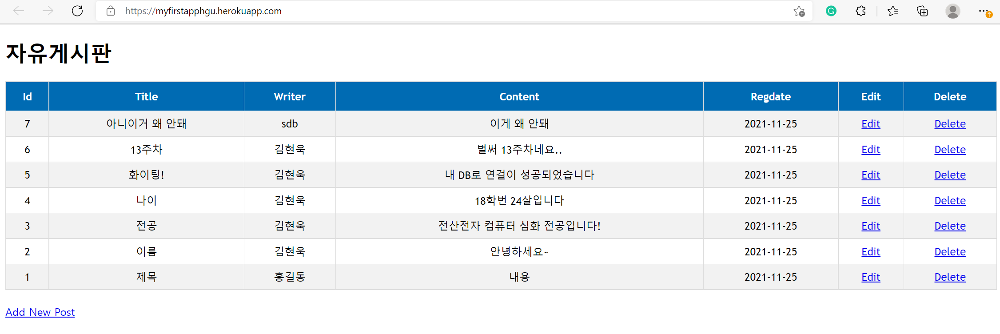 https://myfirstapphgu.herokuapp.com
자유게시판
Id Title Writer Content Regdate Edit Delete
7 아니이거 왜 안돼 sdb 이게 왜 안돼 2021-11-25 Edit Delete
6 13주차 김현욱 벌써 13주차네요.. 2021-11-25 Edit Delete
5 화이팅! 김현욱 내 DB로 연걸이 성공되었습니다 2021-11-25 Edit Delete
4 나이 김현욱 18학번 24살입니다 2021-11-25 Edit Delete
3 전공 김현욱 전산전자 컴퓨터 심화 전공입니다! 2021-11-25 Edit Delete
2 이름 김현욱 안녕하세요~ 2021-11-25 Edit Delete
1 제목 홍길동 내용 2021-11-25 Edit Delete
Add New Post